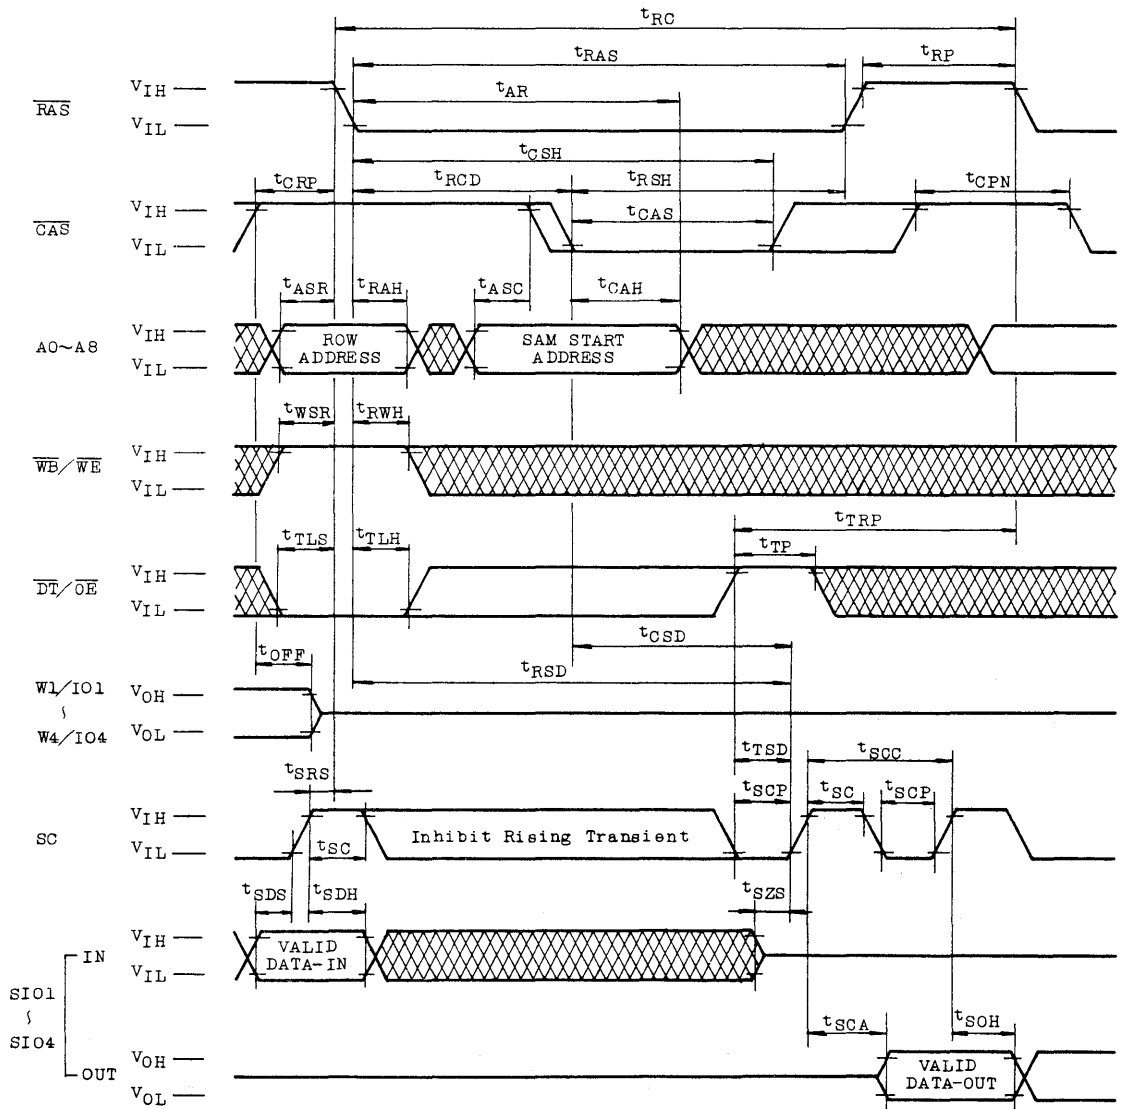 tRC
tRAS
tRP
RAS
VIH
VIL
tAR
tCSH
tCRP
tRCD
tRSH
tCPN
CAS
VIH
VIL
tCAS
tASR
tRAH
tASC
tCAH
A0~A8
VIH
VIL
ROW
ADDRESS
SAM START
ADDRESS
tWSR
tRWH
WB/WE
VIH
VIL
tTRP
tTLS
tTLH
tTP
DT/OE
VIH
VIL
tCSD
tOFF
tRSD
W1/IO1
~
W4/IO4
VOH
VOL
tTSD
tSCC
tSRS
tSCP
tSC
tSCP
SC
VIH
VIL
Inhibit Rising Transient
tSC
tSDS
tSDH
tSZS
SIO1
~
SIO4
IN
VIH
VIL
VALID
DATA-IN
tSCA
tSOH
OUT
VOH
VOL
VALID
DATA-OUT